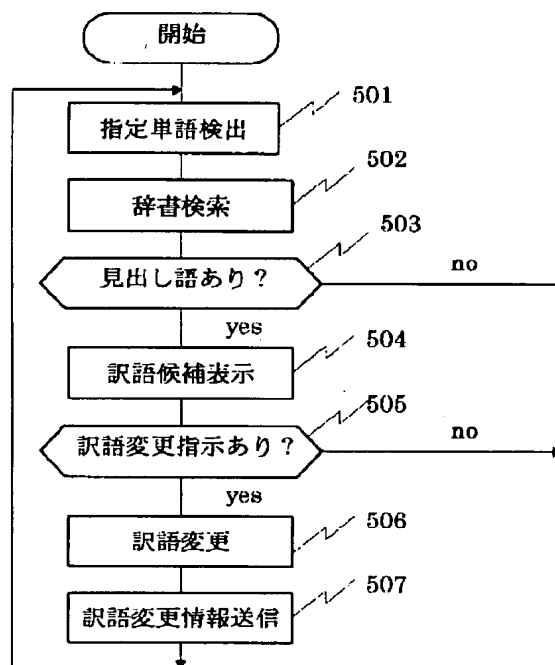 開始
501
指定単語検出
502
辞書検索
503
見出し語あり？
no
yes
504
訳語候補表示
505
訳語変更指示あり？
no
yes
506
訳語変更
507
訳語変更情報送信